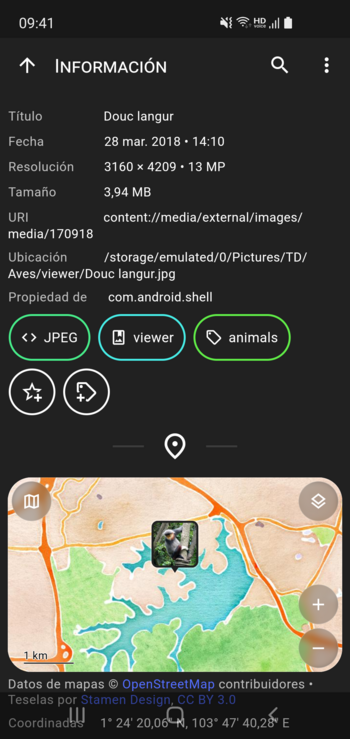 09:41
HD
VOICE
INFORMACIÓN
Título Douc langur
Fecha 28 mar. 2018 • 14:10
Resolución 3160 × 4209 • 13 MP
Tamaño 3,94 MB
URI content://media/external/images/
media/170918
Ubicación /storage/emulated/0/Pictures/TD/
Aves/viewer/Douc langur.jpg
Propiedad de com.android.shell
JPEG viewer animals
1 km
Datos de mapas © OpenStreetMap contribuidores •
Teselas por Stamen Design, CC BY 3.0
Coordinadas 1° 24′ 20,06″ N, 103° 47′ 40,28″ E